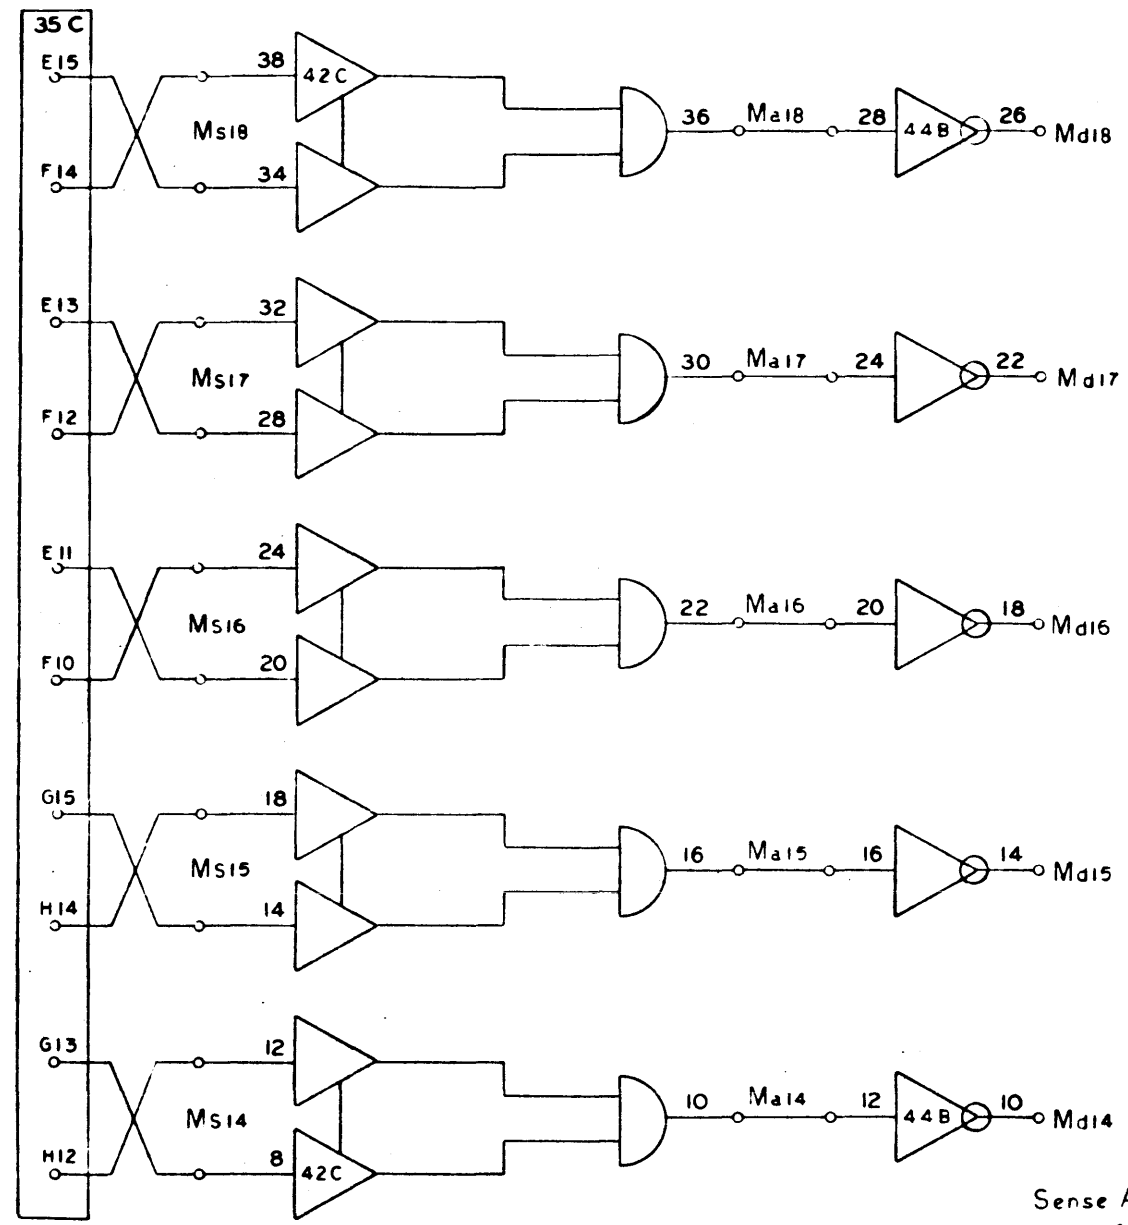 35 C
E15 38 42C
36 Ma18 28 44B 26 Md18
Ms18
F14 34
E13 32
30 Ma17 24 22 Md17
Ms17
F12 28
E11 24
22 Ma16 20 18 Md16
Ms16
F10 20
G15 18
16 Ma15 16 14 Md15
Ms15
H14 14
G13 12
10 Ma14 12 44B 10 Md14
Ms14
H12 8 42C
Sense